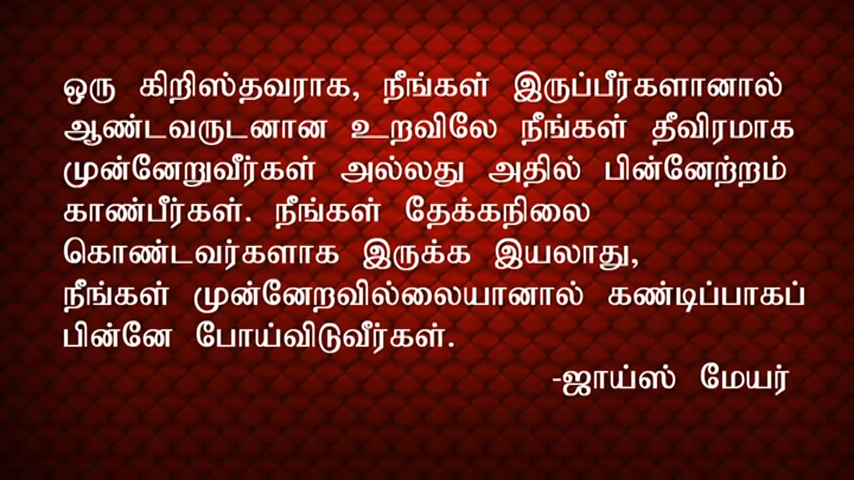 ஒரு கிறிஸ்தவராக, நீங்கள் இருப்பீர்களானால்
ஆண்டவருடனான உறவிலே நீங்கள் தீவிரமாக
முன்னேறுவீர்கள் அல்லது அதில் பின்னேற்றம்
காண்பீர்கள். நீங்கள் தேக்கநிலை
கொண்டவர்களாக இருக்க இயலாது,
நீங்கள் முன்னேறவில்லையானால் கண்டிப்பாகப்
பின்னே போய்விடுவீர்கள்.
-ஜாய்ஸ் மேயர்